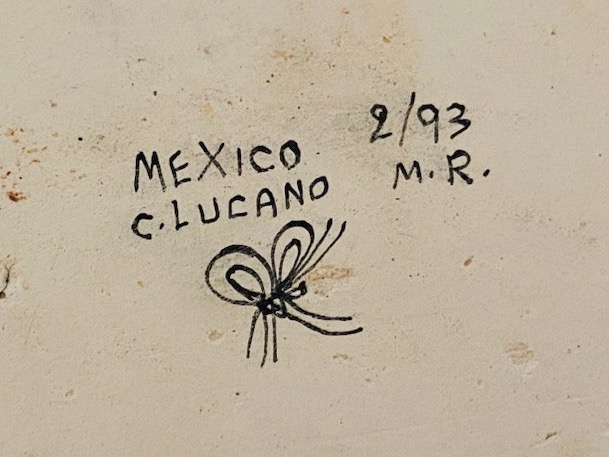 MEXICO
C. LUCANO
2/93
M.R.